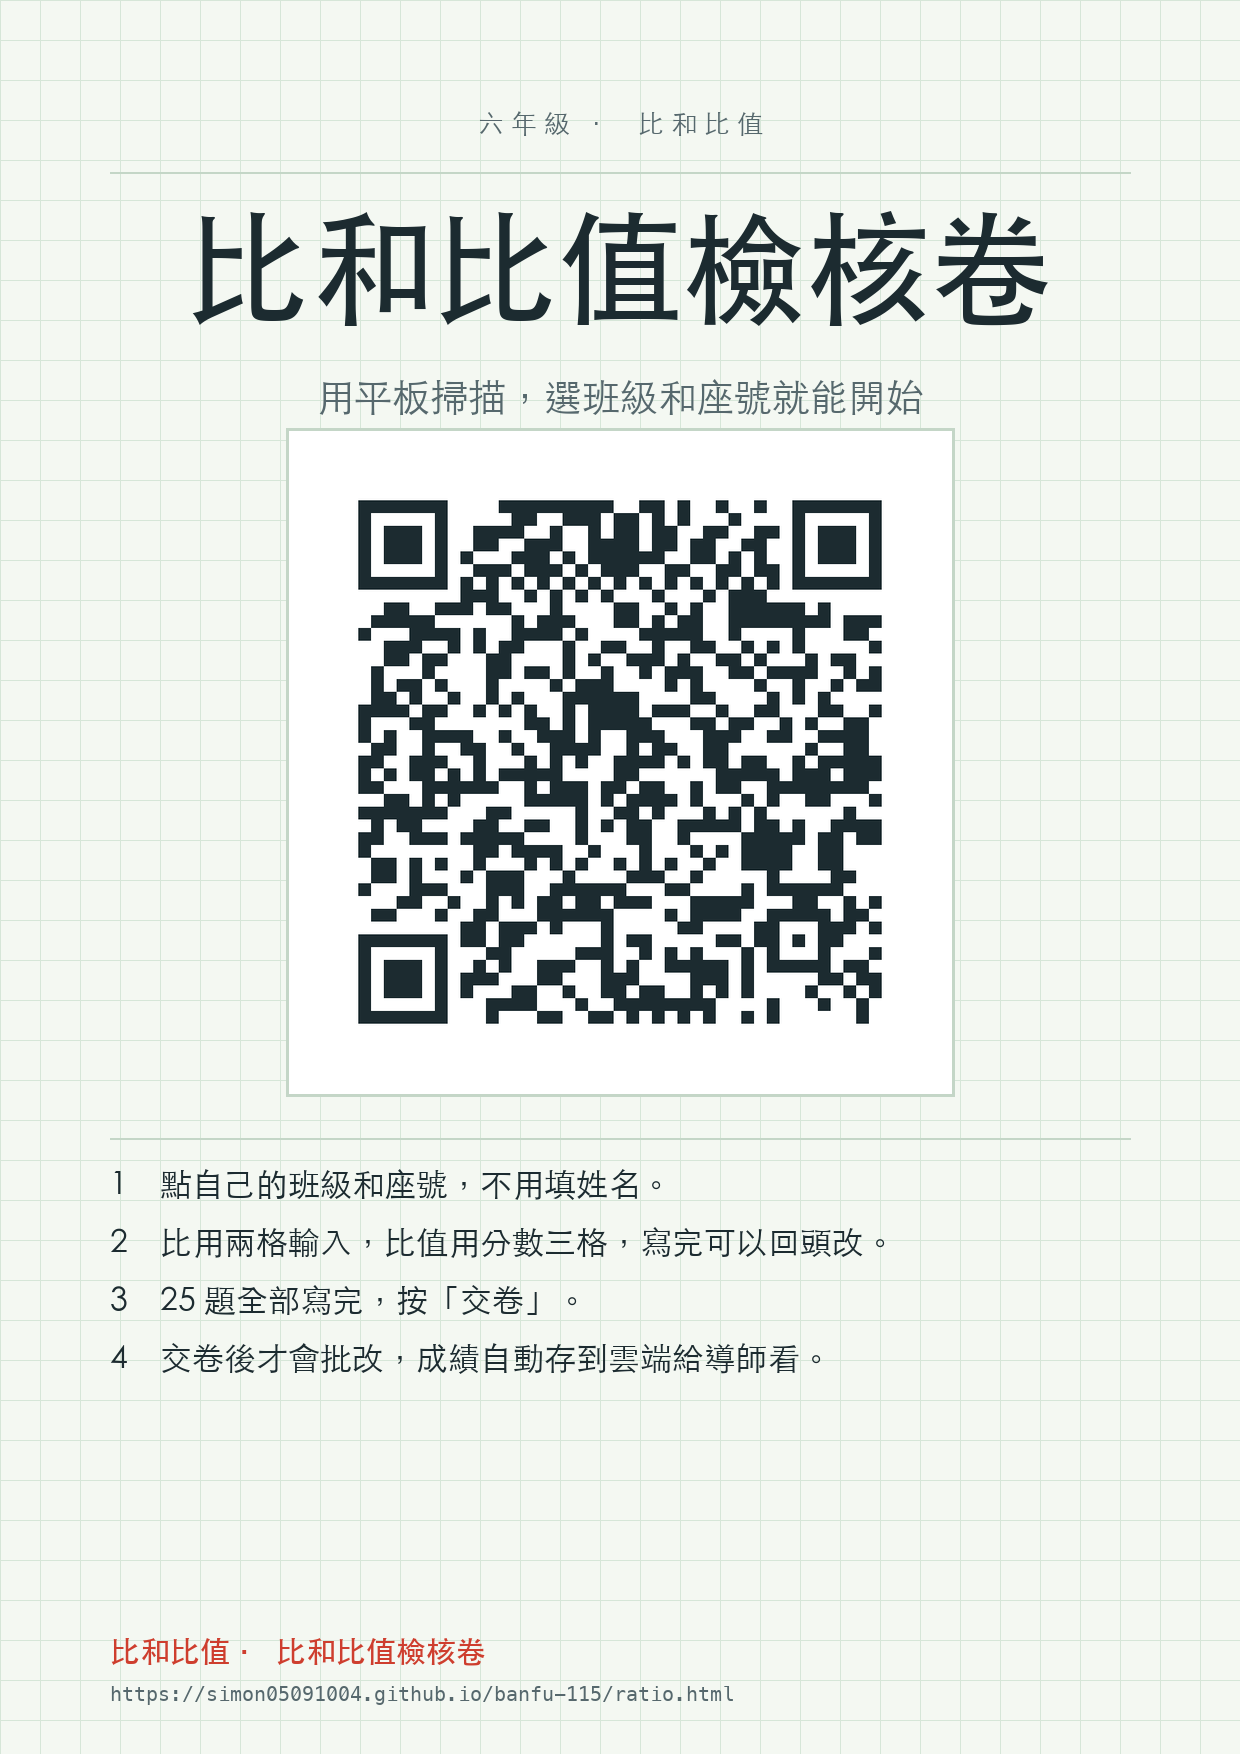 六年級 · 比和比值
比和比值檢核卷
用平板掃描，選班級和座號就能開始
1 點自己的班級和座號，不用填姓名。
2 比用兩格輸入，比值用分數三格，寫完可以回頭改。
3 25 題全部寫完，按「交卷」。
4 交卷後才會批改，成績自動存到雲端給導師看。
比和比值 · 比和比值檢核卷
https://simon05091004.github.io/banfu-115/ratio.html